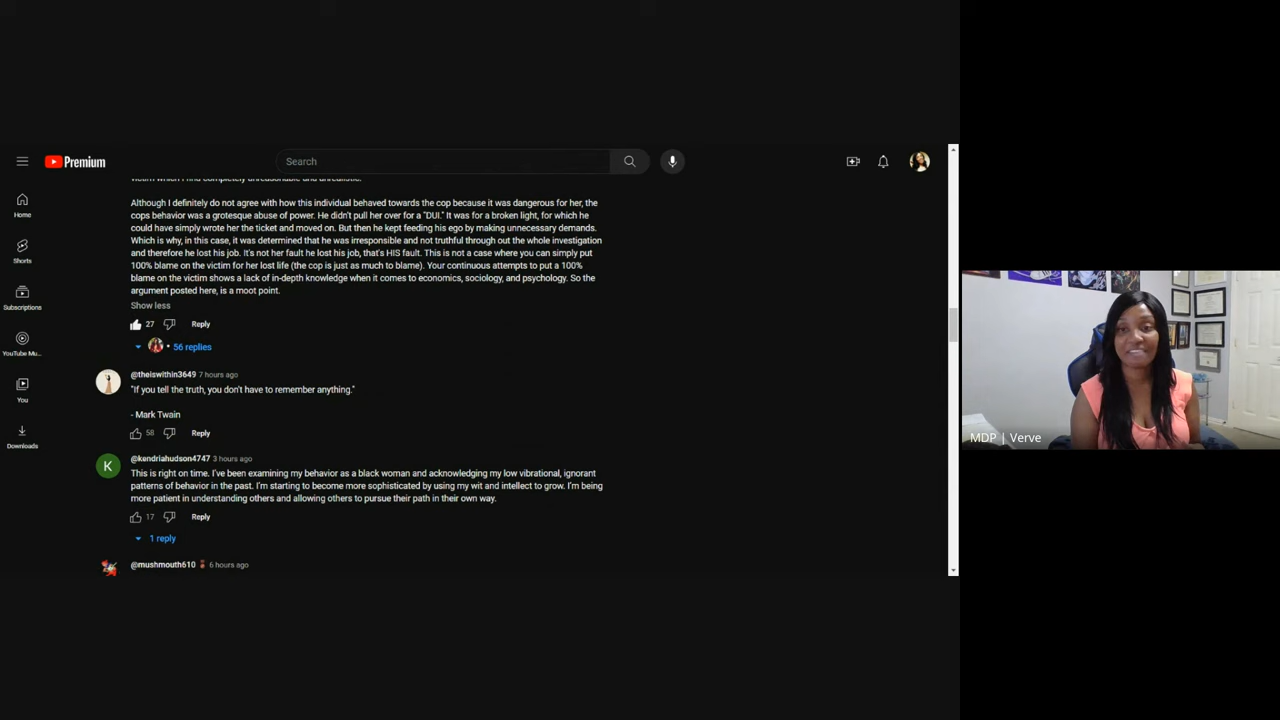 Premium
Search
victim which I find completely unreasonable and unrealistic.
Although I definitely do not agree with how this individual behaved towards the cop because it was dangerous for her, the
cops behavior was a grotesque abuse of power. He didn't pull her over for a "DUI." It was for a broken light, for which he
could have simply wrote her the ticket and moved on. But then he kept feeding his ego by making unnecessary demands.
Which is why, in this case, it was determined that he was irresponsible and not truthful through out the whole investigation
and therefore he lost his job. It's not her fault he lost his job, that's HIS fault. This is not a case where you can simply put
100% blame on the victim for her lost life (the cop is just as much to blame). Your continuous attempts to put a 100%
blame on the victim shows a lack of in-depth knowledge when it comes to economics, sociology, and psychology. So the
argument posted here, is a moot point.
Show less
27
Reply
56 replies
@theiswithin3649 7 hours ago
"If you tell the truth, you don't have to remember anything."
- Mark Twain
58
Reply
@kendriahudson4747 3 hours ago
K
This is right on time. I've been examining my behavior as a black woman and acknowledging my low vibrational, ignorant
patterns of behavior in the past. I'm starting to become more sophisticated by using my wit and intellect to grow. I'm being
more patient in understanding others and allowing others to pursue their path in their own way.
17
Reply
1 reply
@mushmouth610 6 hours ago
Home
Shorts
Subscriptions
YouTube Mu...
You
Downloads
MDP | Verve